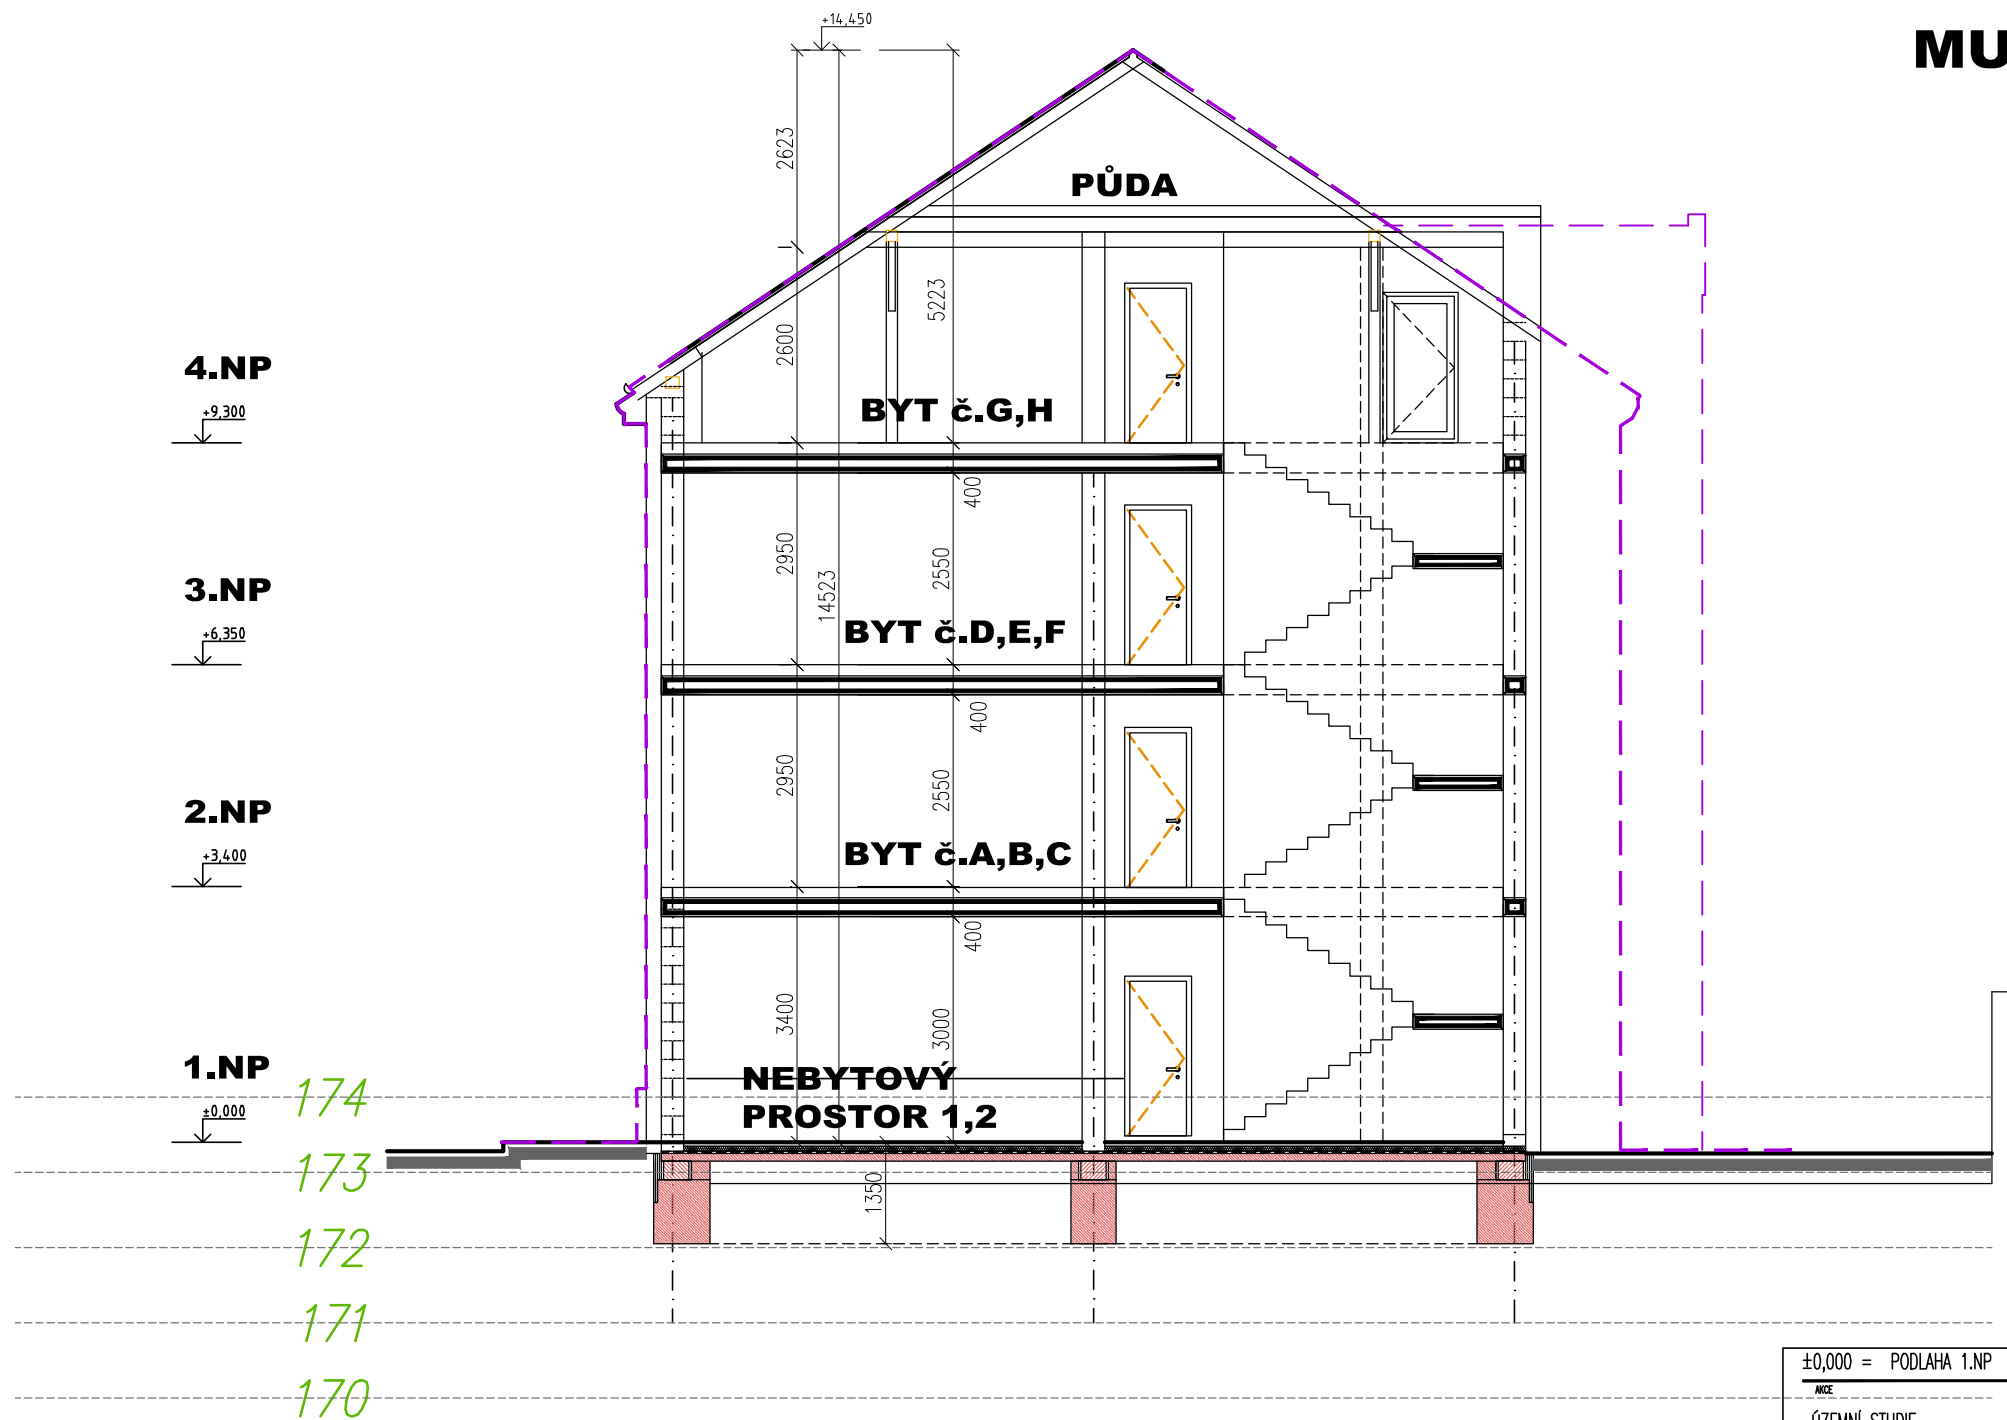 +14,450
MU
2623
PŮDA
5223
2600
4.NP
+9,300
BYT č.G,H
400
2950
2550
14523
3.NP
+6,350
BYT č.D,E,F
400
2950
2550
2.NP
+3,400
BYT č.A,B,C
400
3400
3000
1.NP
±0,000
174
NEBYTOVÝ
PROSTOR 1,2
173
1350
172
171
170
±0,000 = PODLAHA 1.NP
AKCE
ÚZEMNÍ STUDIE